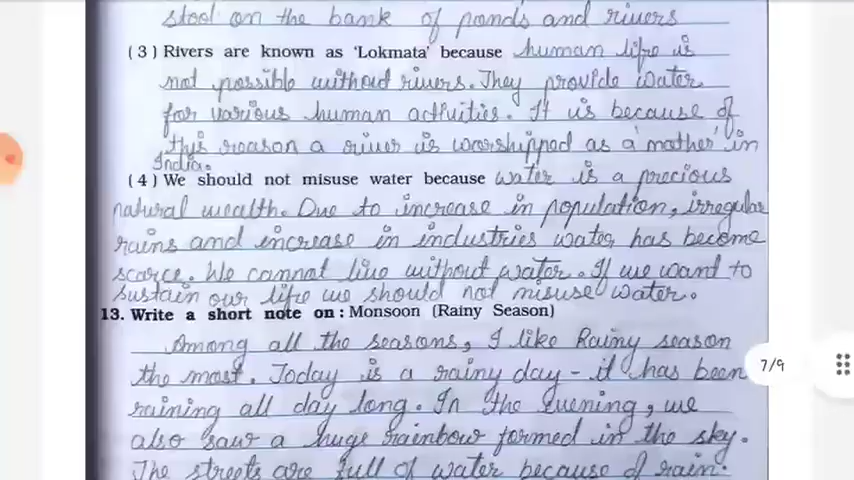 stool on the bank of ponds and rivers
( 3 ) Rivers are known as 'Lokmata' because human life is
not possible without rivers. They provide water
for various human activities. It is because of
this reason a river is worshipped as a 'mother' in
India.
( 4 ) We should not misuse water because water is a precious
natural wealth. Due to increase in population, irregular
rains and increase in industries water has become
scarce. We cannot live without water. If we want to
sustain our life we should not misuse water.
13. Write a short note on : Monsoon (Rainy Season)
Among all the seasons, I like Rainy season
the most. Today is a rainy day - it has been
7/9
raining all day long. In the evening, we
also saw a huge rainbow formed in the sky.
The streets are full of water because of rain.